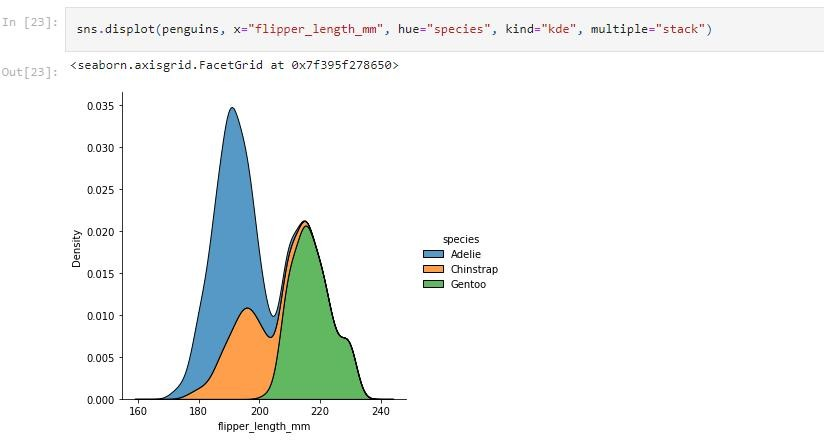 In [23]:
sns.displot(penguins, x="flipper_length_mm", hue="species", kind="kde", multiple="stack")
Out[23]:
<seaborn.axisgrid.FacetGrid at 0x7f395f278650>
0.035
0.030
0.025
0.020
0.015
0.010
0.005
0.000
Density
160 180 200 220 240
flipper_length_mm
species
Adelie
Chinstrap
Gentoo